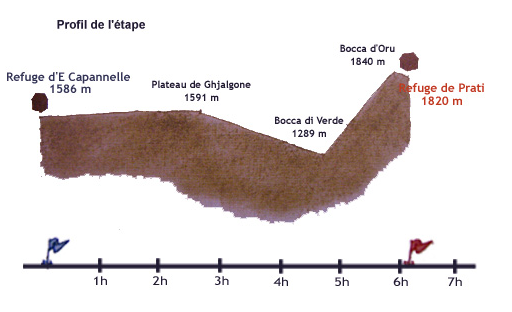 Profil de l'étape
Bocca d'Oru
1840 m
Refuge d'E Capannelle
1586 m
Plateau de Ghjalgone
1591 m
Refuge de Prati
1820 m
Bocca di Verde
1289 m
1h
2h
3h
4h
5h
6h
7h